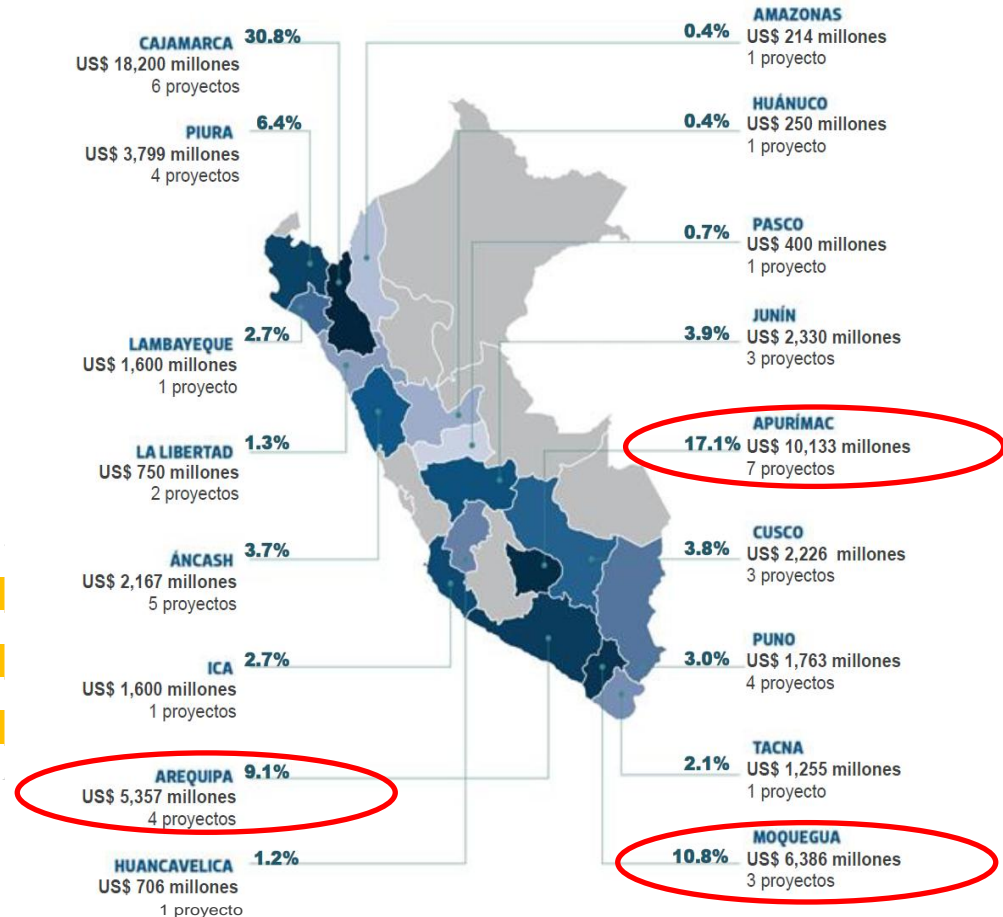 CAJAMARCA 30.8%
US$ 18,200 millones
6 proyectos
PIURA 6.4%
US$ 3,799 millones
4 proyectos
LAMBAYEQUE 2.7%
US$ 1,600 millones
1 proyecto
LA LIBERTAD 1.3%
US$ 750 millones
2 proyectos
ÁNCASH 3.7%
US$ 2,167 millones
5 proyectos
ICA 2.7%
US$ 1,600 millones
1 proyectos
AREQUIPA 9.1%
US$ 5,357 millones
4 proyectos
HUANCAVELICA 1.2%
US$ 706 millones
1 proyecto
AMAZONAS
0.4% US$ 214 millones
1 proyecto
HUÁNUCO
0.4% US$ 250 millones
1 proyecto
PASCO
0.7% US$ 400 millones
1 proyecto
JUNÍN
3.9% US$ 2,330 millones
3 proyectos
APURÍMAC
17.1% US$ 10,133 millones
7 proyectos
CUSCO
3.8% US$ 2,226 millones
3 proyectos
PUNO
3.0% US$ 1,763 millones
4 proyectos
TACNA
2.1% US$ 1,255 millones
1 proyecto
MOQUEGUA
10.8% US$ 6,386 millones
3 proyectos